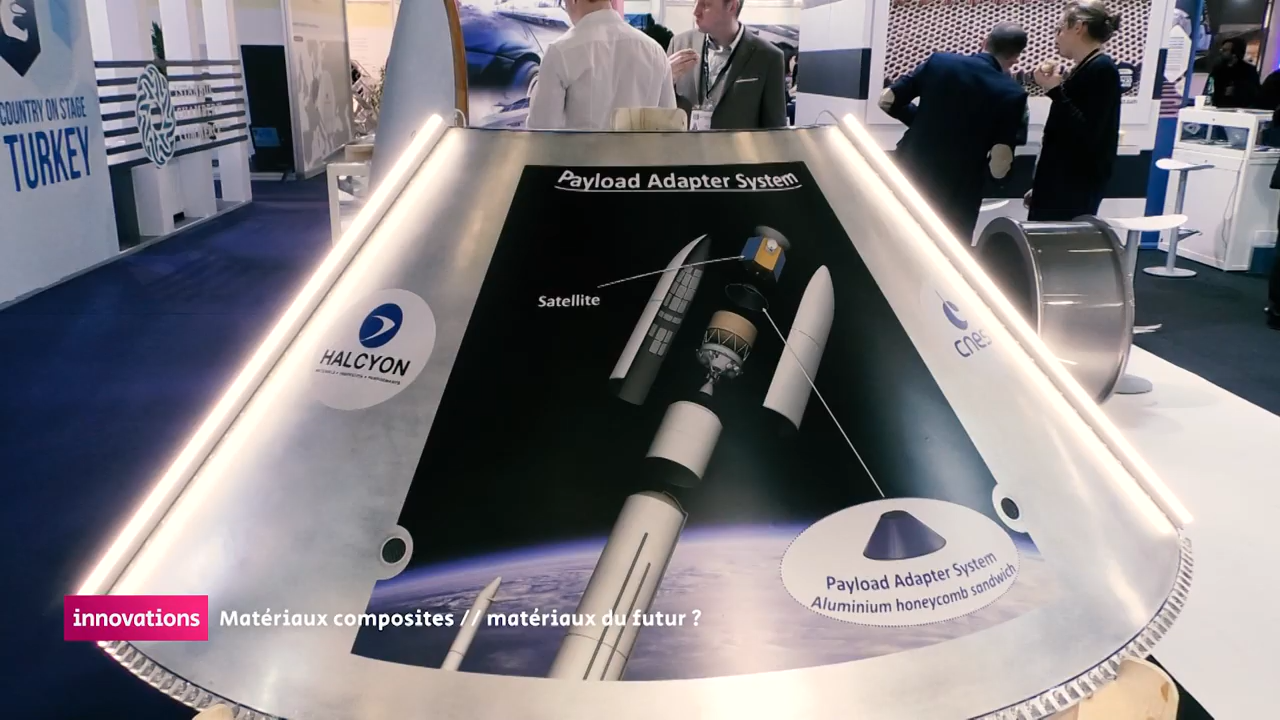 COUNTRY ON STAGE
TURKEY
Payload Adapter System
Satellite
HALCYON
cnes
Payload Adapter System
Aluminium honeycomb sandwich
innovations
Matériaux composites // matériaux du futur ?